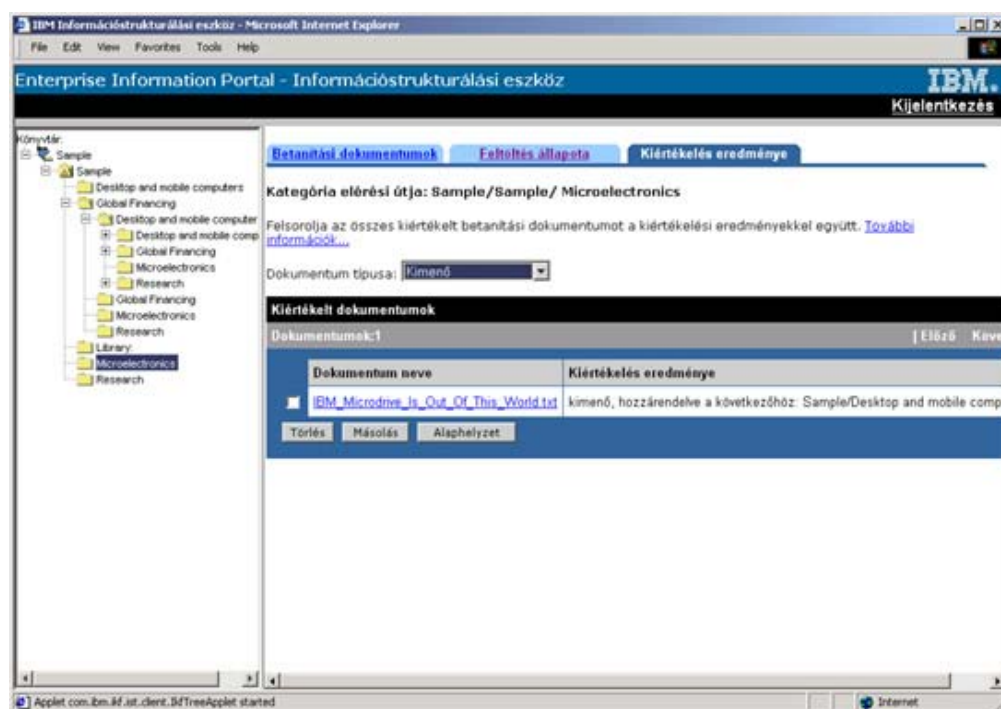 IBM Információstrukturálási eszköz - Microsoft Internet Explorer
File Edit View Favorites Tools Help
Enterprise Information Portal - Információstrukturálási eszköz
IBM.
Kijelentkezés
Könyvtár:
Sample
Sample
Desktop and mobile computers
Global Financing
Desktop and mobile computer
Desktop and mobile comp
Global Financing
Microelectronics
Research
Global Financing
Microelectronics
Research
Library
Microelectronics
Research
Betanítási dokumentumok Feltöltés állapota Kiértékelés eredménye
Kategória elérési útja: Sample/Sample/ Microelectronics
Felsorolja az összes kiértékelt betanítási dokumentumot a kiértékelési eredményekkel együtt. További
információk...
Dokumentum típusa: Kimenő
Kiértékelt dokumentumok
Dokumentumok:1 | Előző Köve
Dokumentum neve Kiértékelés eredménye
IBM_Microdrive_Is_Out_Of_This_World.txt kimenő, hozzárendelve a következőhöz: Sample/Desktop and mobile comp
Törlés Másolás Alaphelyzet
Applet com.ibm.ikf.ist.client.IkfTreeApplet started Internet